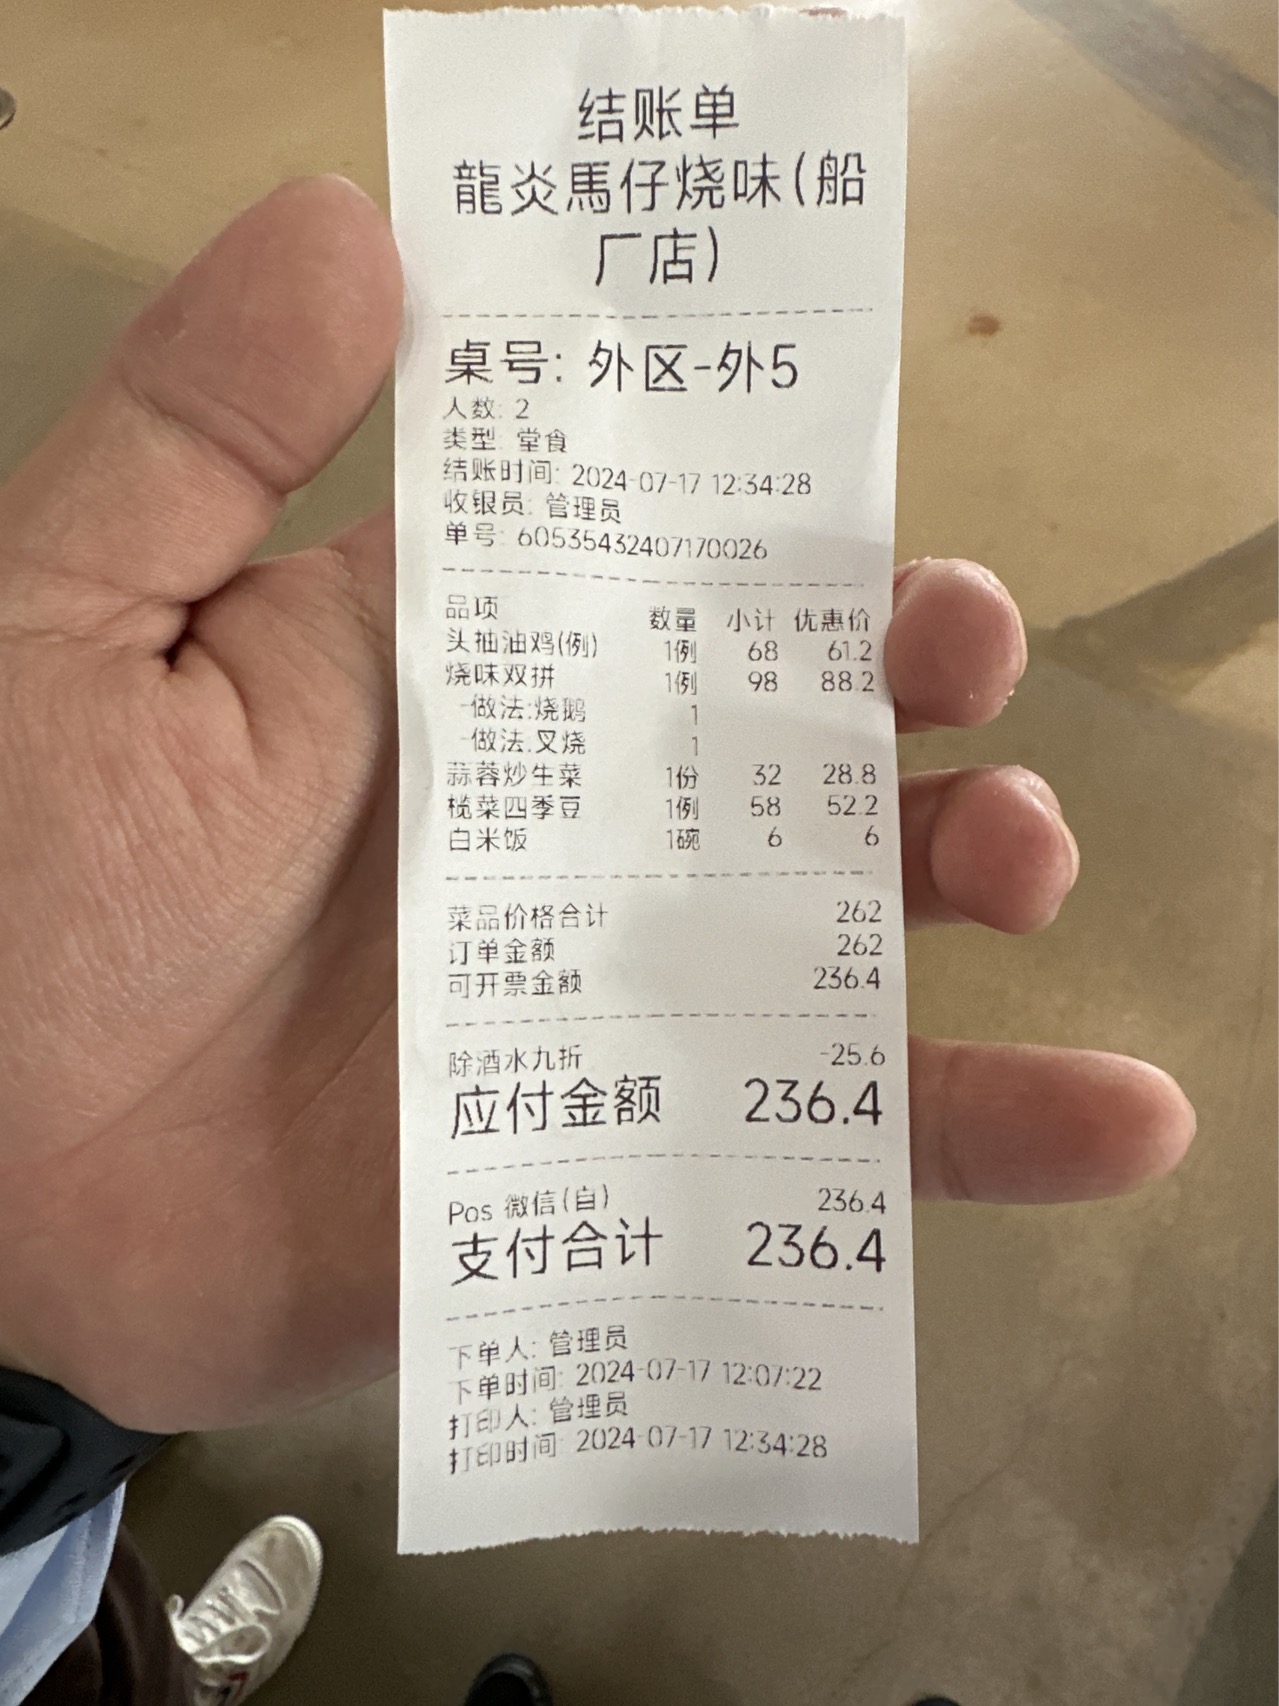 结账单
龍炎馬仔烧味(船
厂店)
桌号: 外区-外5
人数: 2
类型: 堂食
结账时间: 2024-07-17 12:34:28
收银员: 管理员
单号: 60535432407170026
品项 数量 小计 优惠价
头抽油鸡(例) 1例 68 61.2
烧味双拼 1例 98 88.2
-做法:烧鹅 1
-做法:叉烧 1
蒜蓉炒生菜 1份 32 28.8
榄菜四季豆 1例 58 52.2
白米饭 1碗 6 6
菜品价格合计 262
订单金额 262
可开票金额 236.4
除酒水九折 -25.6
应付金额 236.4
Pos 微信(自) 236.4
支付合计 236.4
下单人: 管理员
下单时间: 2024-07-17 12:07:22
打印人: 管理员
打印时间: 2024-07-17 12:34:28